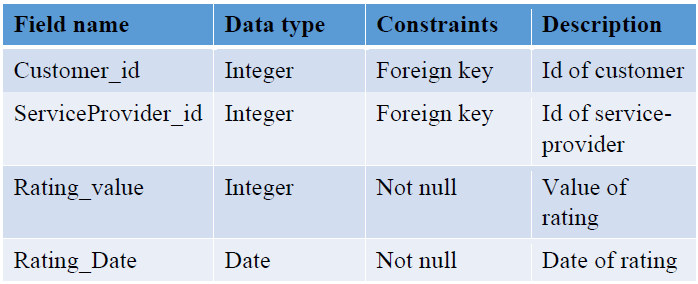 Field name Data type Constraints Description
Customer_id Integer Foreign key Id of customer
ServiceProvider_id Integer Foreign key Id of service-
provider
Rating_value Integer Not null Value of
rating
Rating_Date Date Not null Date of rating